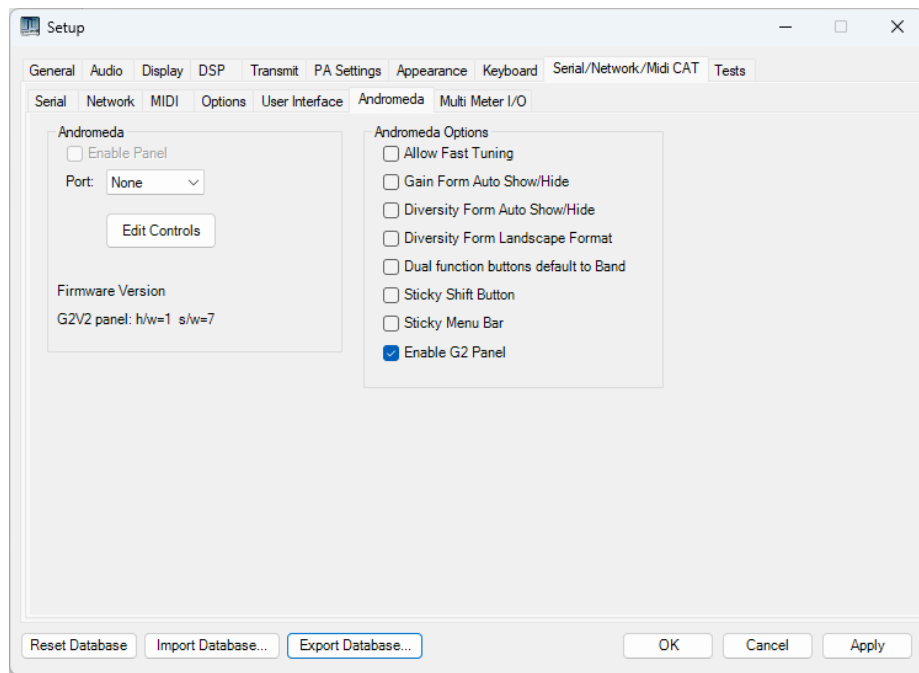 Setup
General Audio Display DSP Transmit PA Settings Appearance Keyboard Serial/Network/Midi CAT Tests
Serial Network MIDI Options User Interface Andromeda Multi Meter I/O
Andromeda
Enable Panel
Port: None
Edit Controls
Firmware Version
G2V2 panel: h/w=1 s/w=7
Andromeda Options
Allow Fast Tuning
Gain Form Auto Show/Hide
Diversity Form Auto Show/Hide
Diversity Form Landscape Format
Dual function buttons default to Band
Sticky Shift Button
Sticky Menu Bar
Enable G2 Panel
Reset Database Import Database... Export Database... OK Cancel Apply